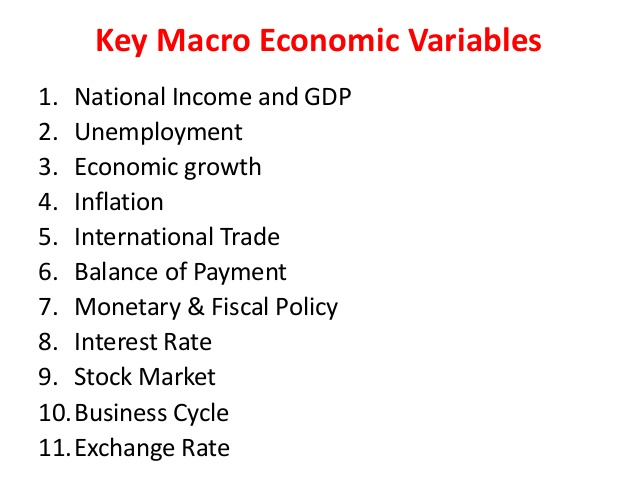 Key Macro Economic Variables
1. National Income and GDP
2. Unemployment
3. Economic growth
4. Inflation
5. International Trade
6. Balance of Payment
7. Monetary & Fiscal Policy
8. Interest Rate
9. Stock Market
10. Business Cycle
11. Exchange Rate